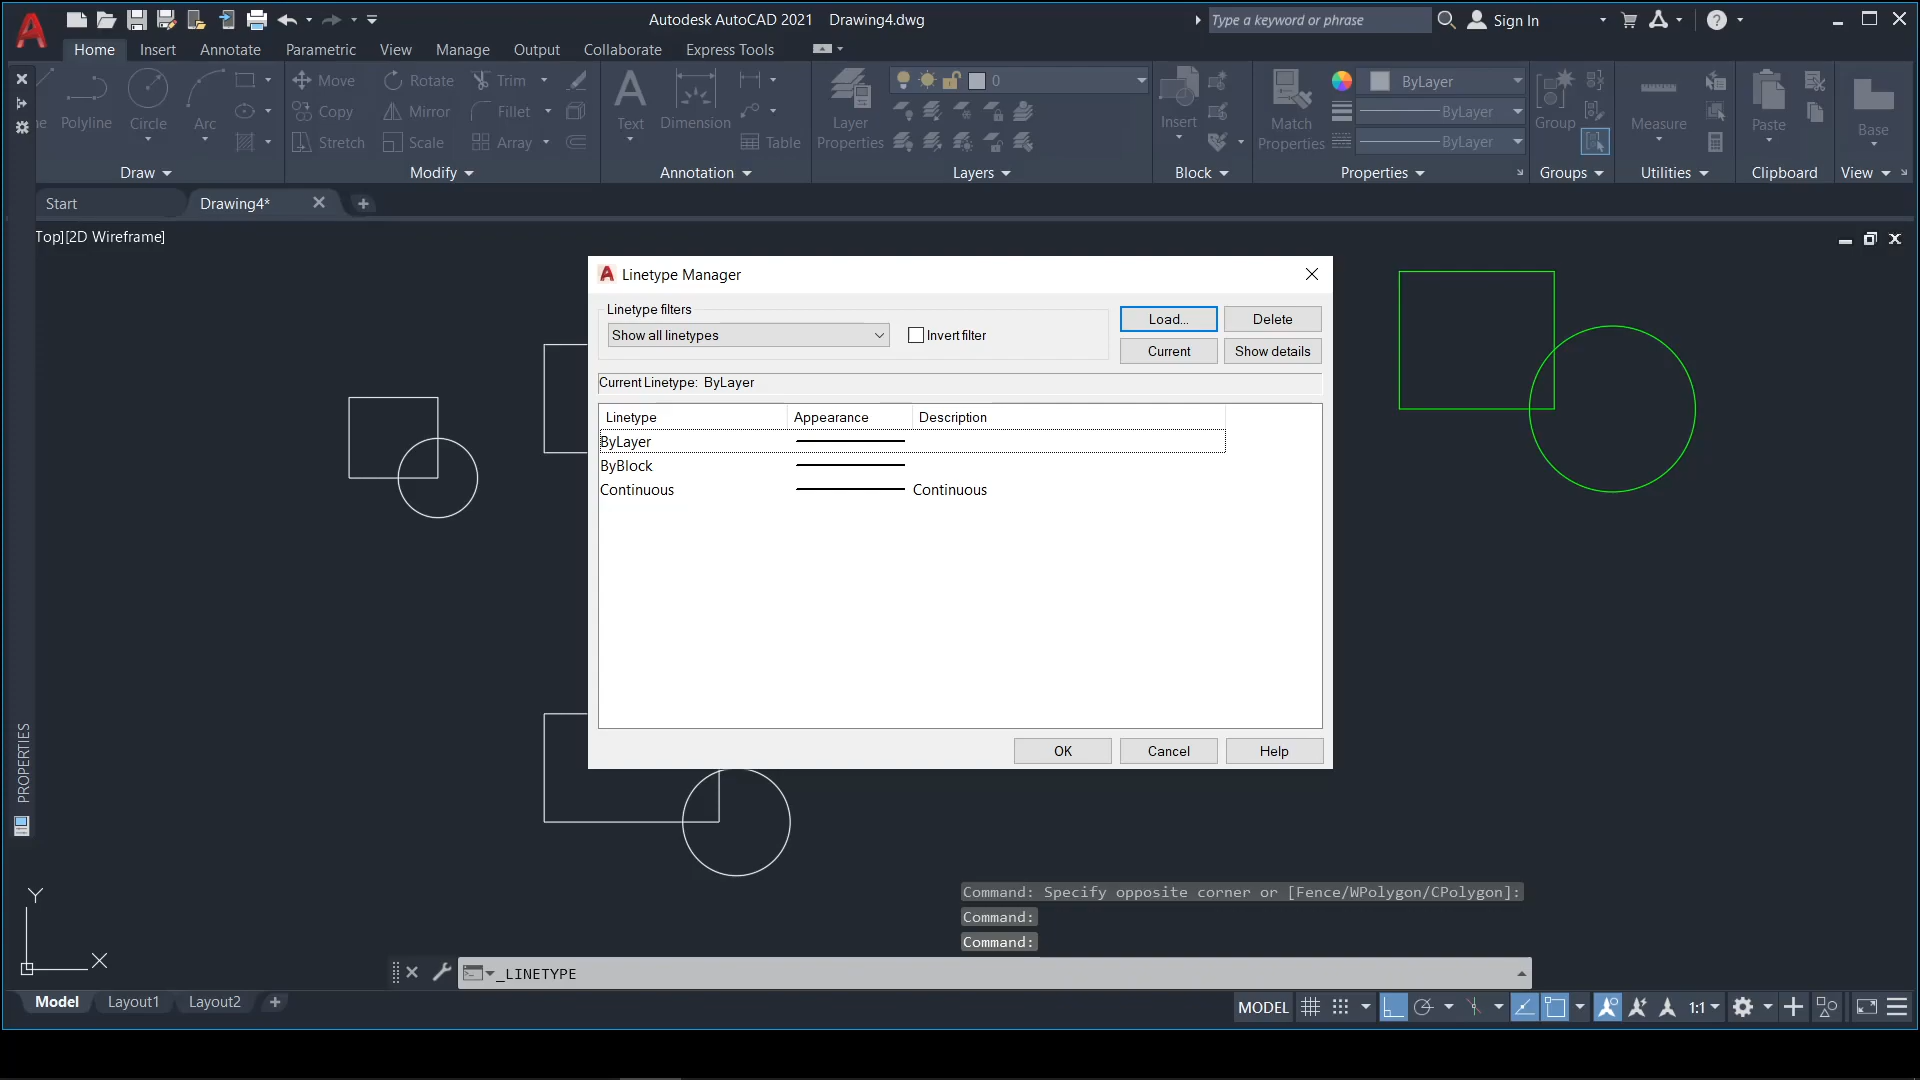 Autodesk AutoCAD 2021 Drawing4.dwg
Type a keyword or phrase
Sign In
Home Insert Annotate Parametric View Manage Output Collaborate Express Tools
Polyline
Circle
Arc
Move
Copy
Stretch
Rotate
Mirror
Scale
Trim
Fillet
Array
Text
Dimension
Table
Layer
Properties
0
Insert
Match
Properties
ByLayer
ByLayer
ByLayer
Group
Measure
Paste
Base
Draw Modify Annotation Layers Block Properties Groups Utilities Clipboard View
Start
Drawing4*
Top][2D Wireframe]
Linetype Manager
Linetype filters
Show all linetypes
Invert filter
Load...
Delete
Current
Show details
Current Linetype: ByLayer
Linetype Appearance Description
ByLayer
ByBlock
Continuous Continuous
OK
Cancel
Help
PROPERTIES
Y
X
Command: Specify opposite corner or [Fence/WPolygon/CPolygon]:
Command:
Command:
_LINETYPE
Model Layout1 Layout2
MODEL
1:1